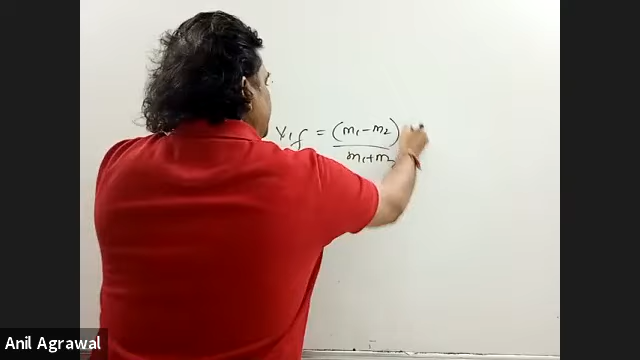 V1f = (m1 - m2)
m1 + m2
Anil Agrawal